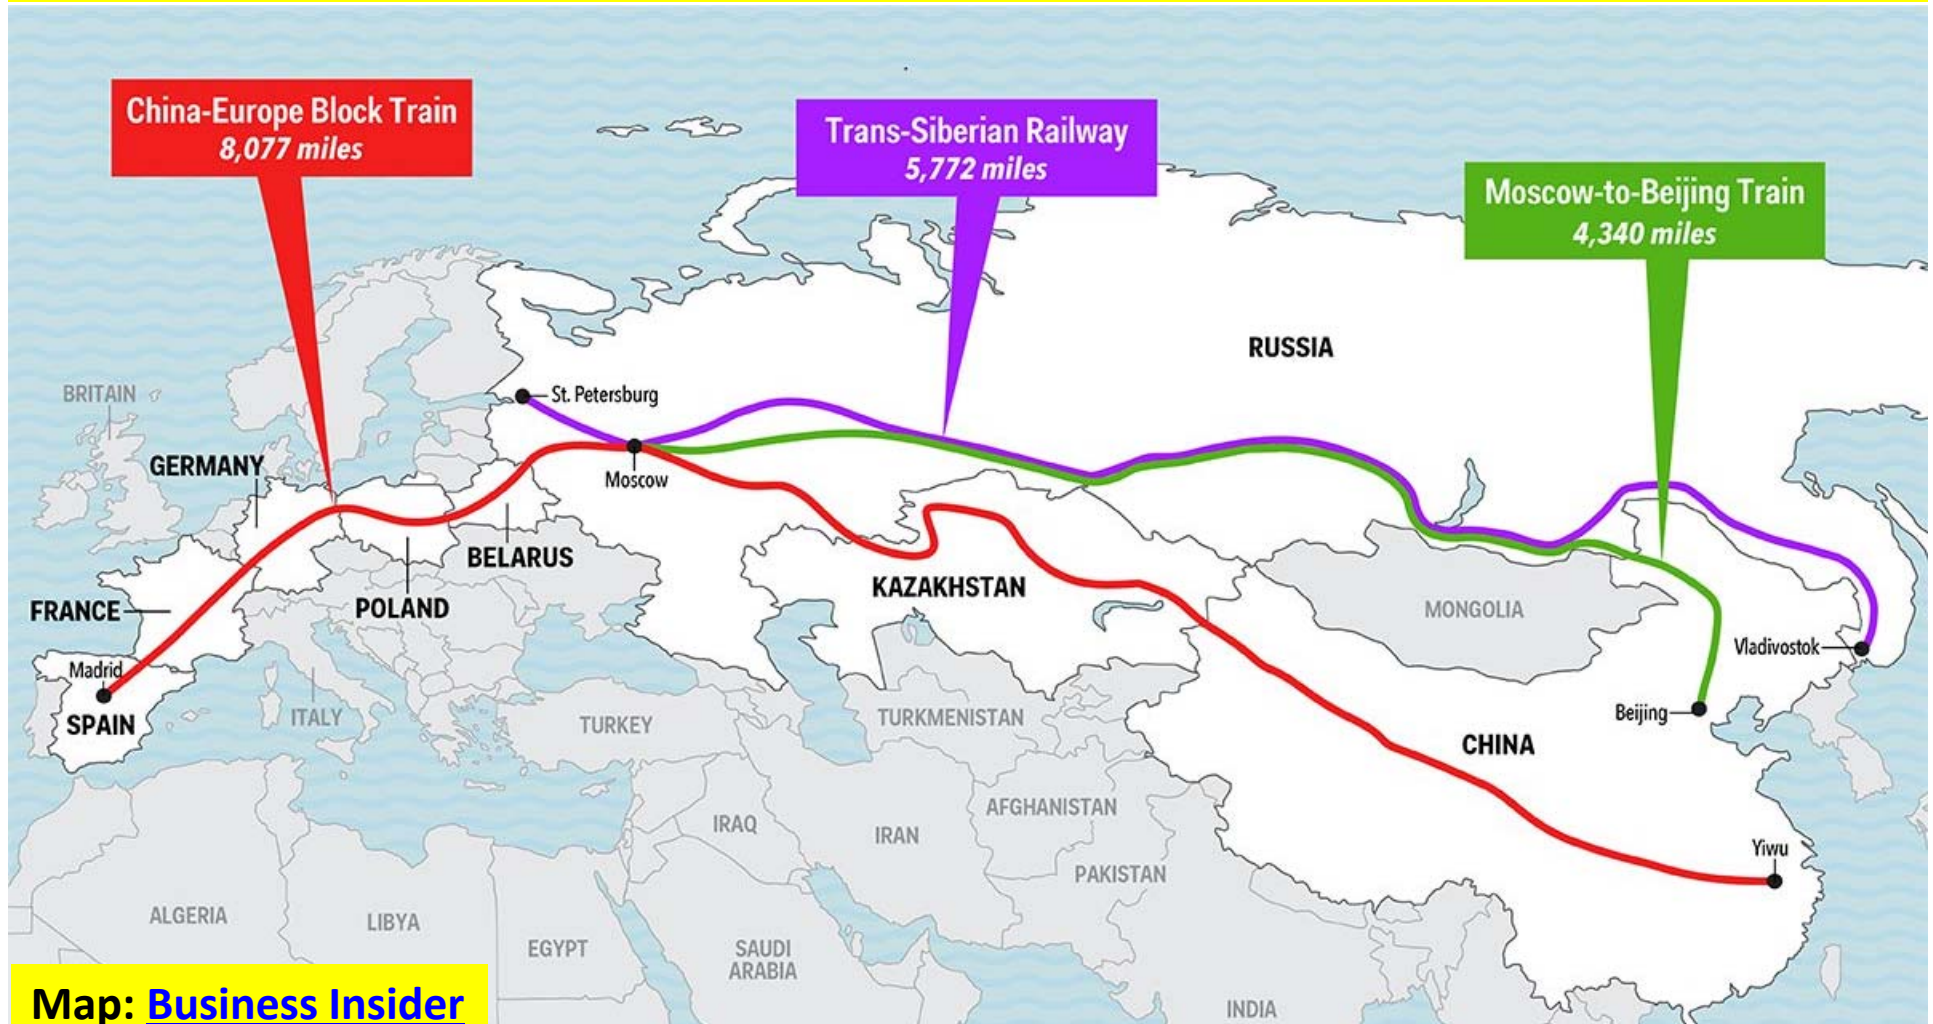 China-Europe Block Train
8,077 miles
Trans-Siberian Railway
5,772 miles
Moscow-to-Beijing Train
4,340 miles
RUSSIA
BRITAIN
St. Petersburg
GERMANY
Moscow
BELARUS
KAZAKHSTAN
FRANCE
POLAND
MONGOLIA
Vladivostok
Madrid
SPAIN
ITALY
TURKEY
TURKMENISTAN
Beijing
CHINA
AFGHANISTAN
IRAQ
IRAN
Yiwu
PAKISTAN
ALGERIA
LIBYA
EGYPT
SAUDI
ARABIA
INDIA
Map: Business Insider